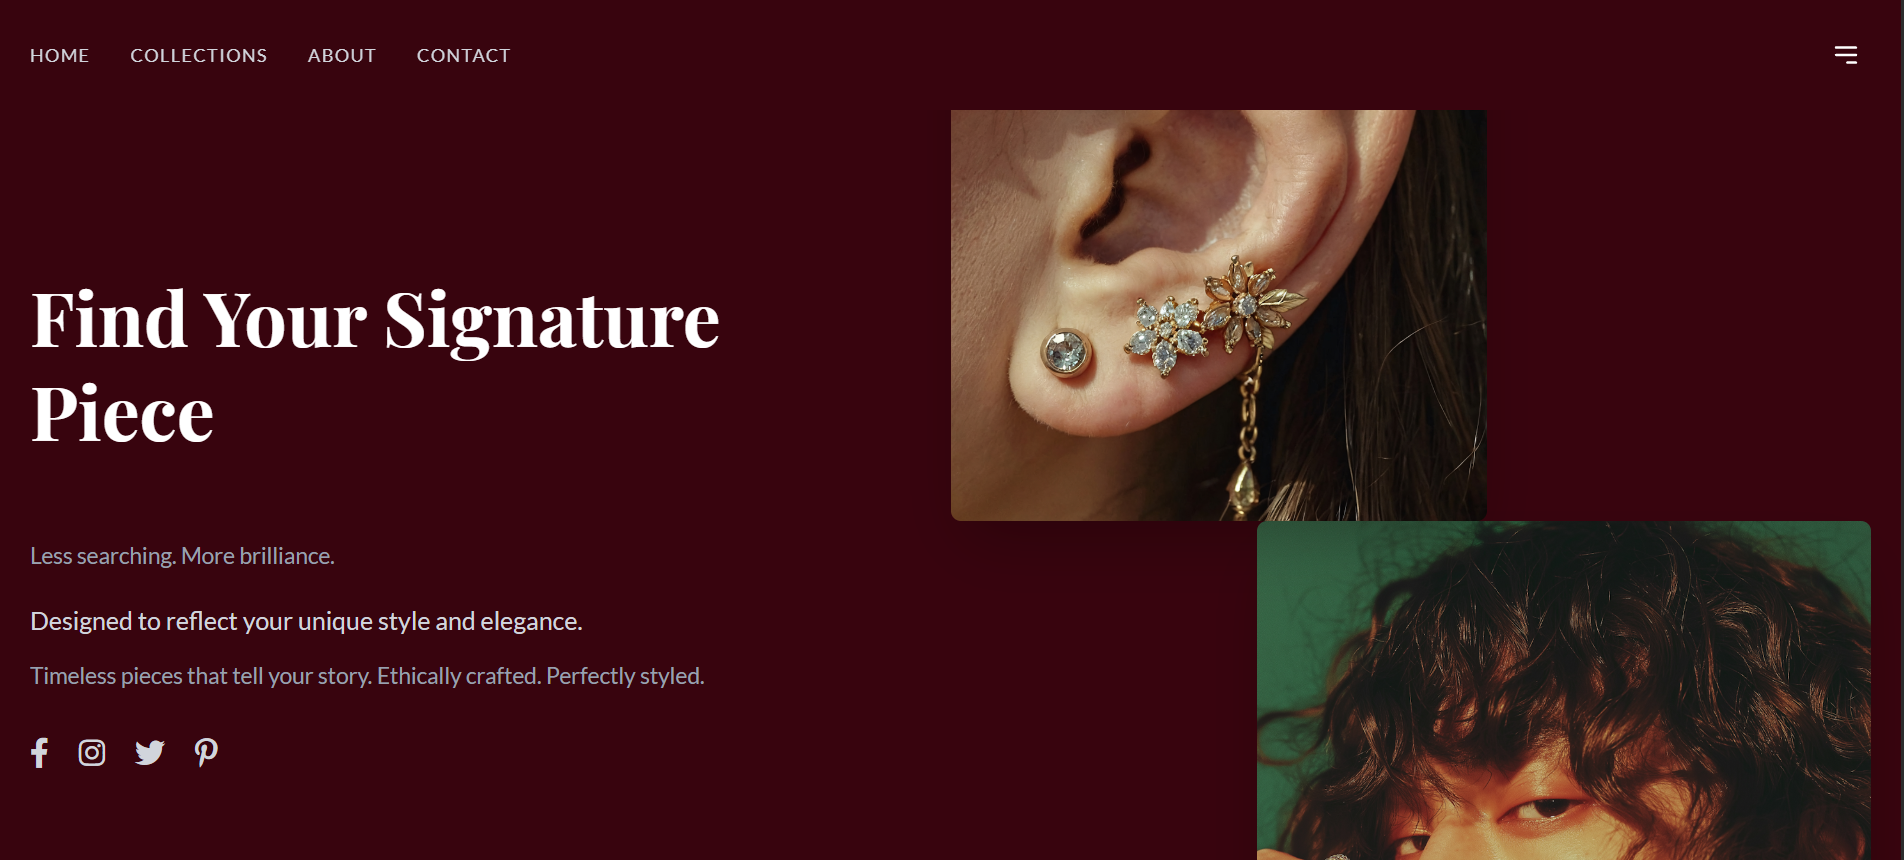 HOME COLLECTIONS ABOUT CONTACT
Find Your Signature
Piece
Less searching. More brilliance.
Designed to reflect your unique style and elegance.
Timeless pieces that tell your story. Ethically crafted. Perfectly styled.